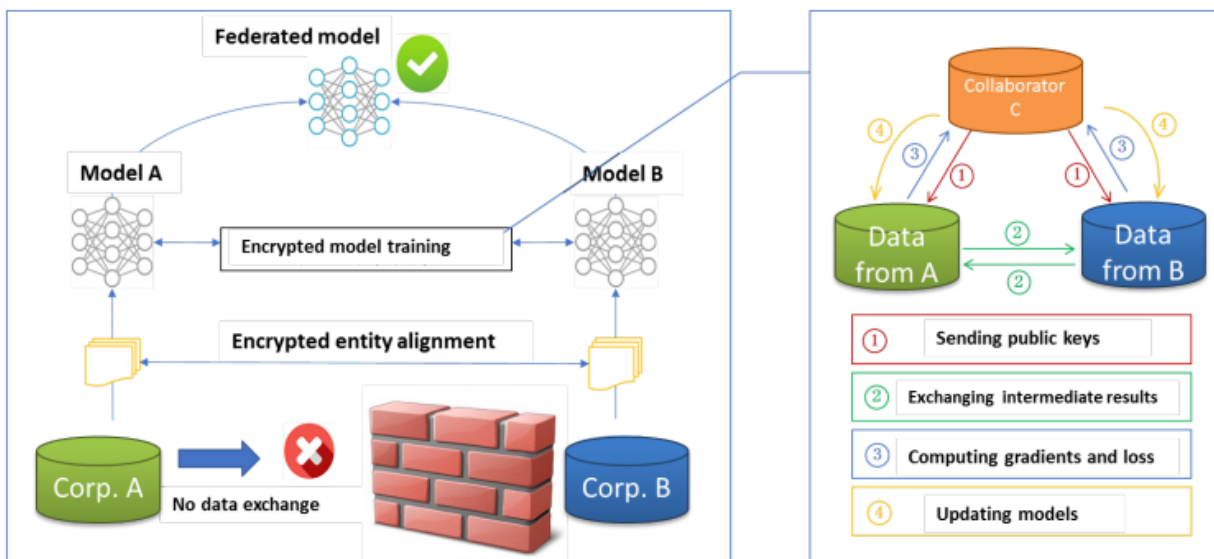 Federated model
Model A
Model B
Encrypted model training
Encrypted entity alignment
Corp. A
No data exchange
Corp. B
Collaborator
C
4
3
1
1
3
4
Data
from A
2
2
Data
from B
1 Sending public keys
2 Exchanging intermediate results
3 Computing gradients and loss
4 Updating models